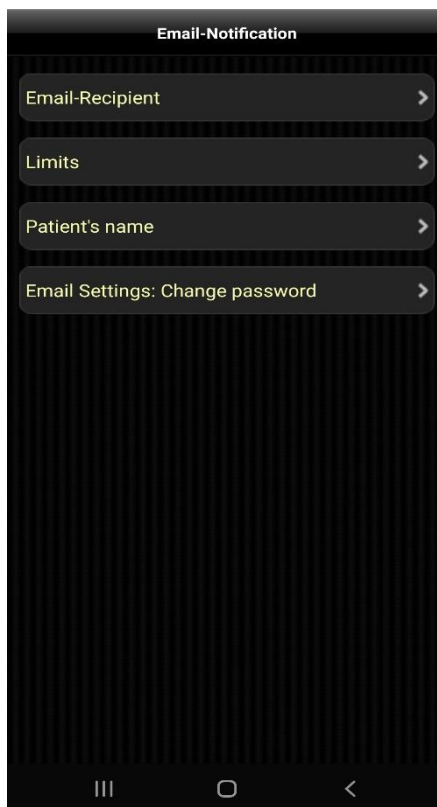 Email-Notification
Email-Recipient
Limits
Patient's name
Email Settings: Change password